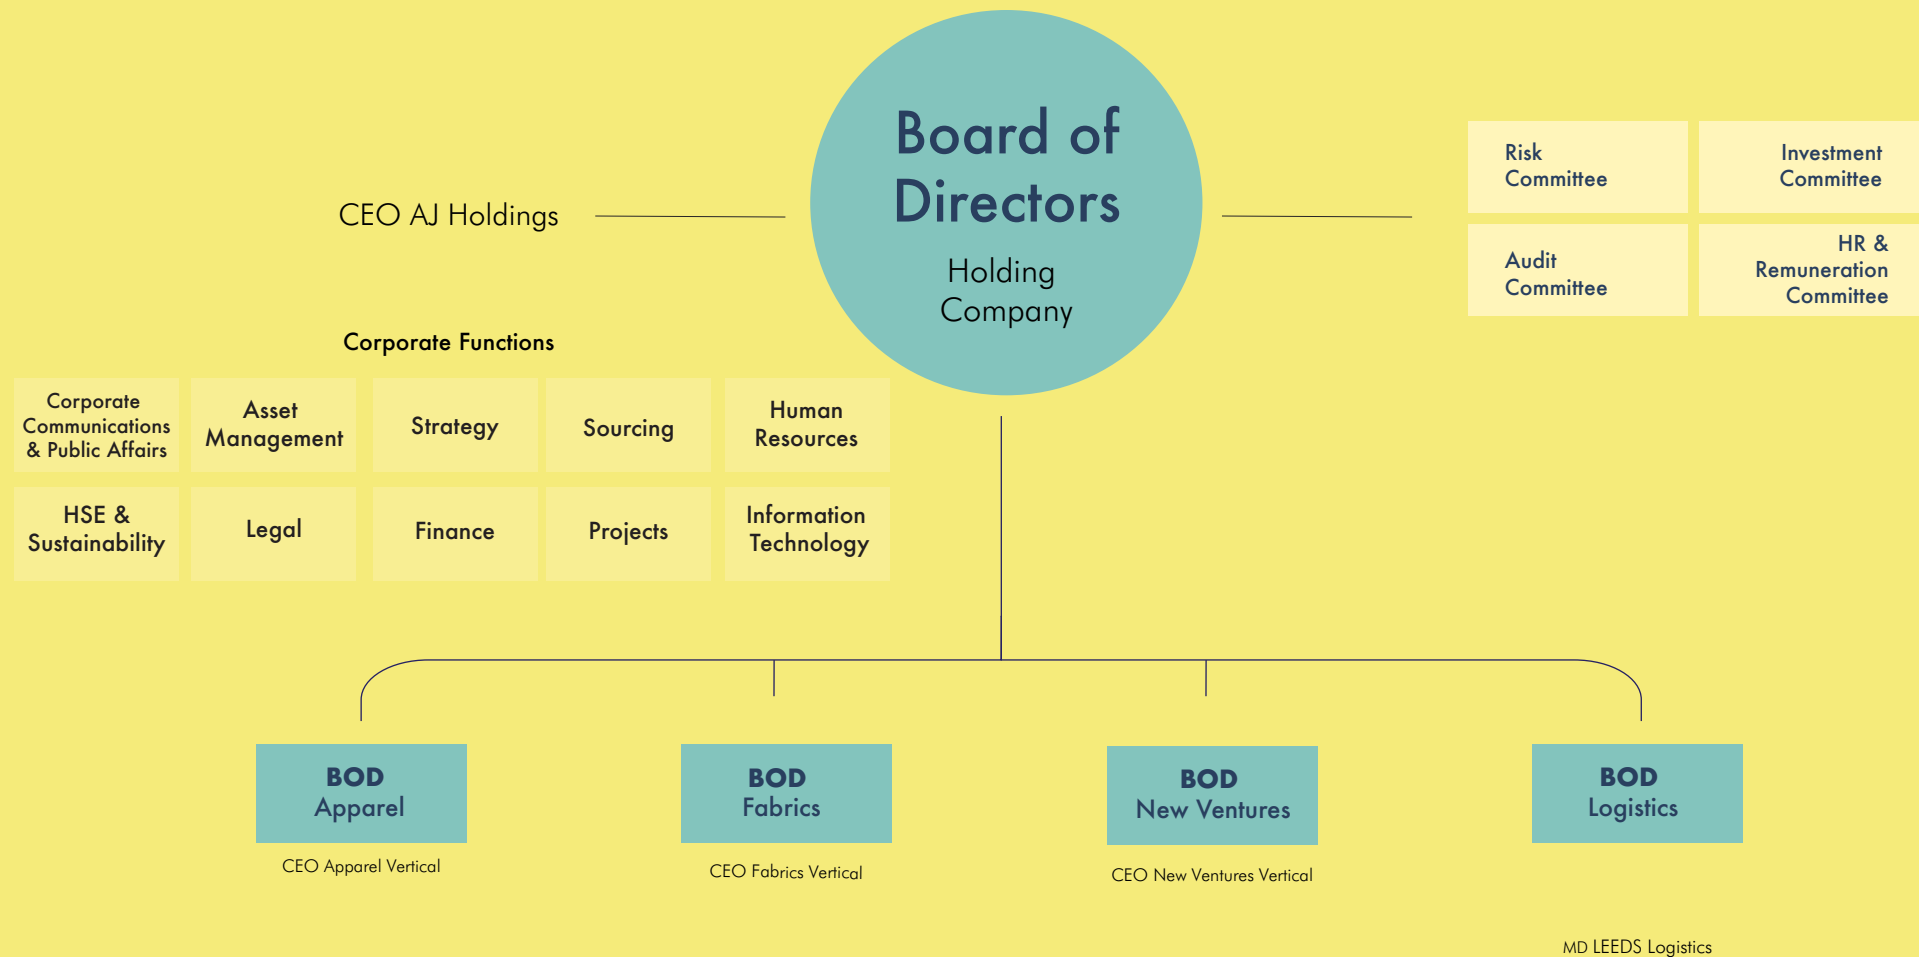 Board of
Directors
Holding
Company
CEO AJ Holdings
Risk
Committee
Investment
Committee
Audit
Committee
HR &
Remuneration
Committee
Corporate Functions
Corporate
Communications
& Public Affairs
Asset
Management
Strategy
Sourcing
Human
Resources
HSE &
Sustainability
Legal
Finance
Projects
Information
Technology
BOD
Apparel
CEO Apparel Vertical
BOD
Fabrics
CEO Fabrics Vertical
BOD
New Ventures
CEO New Ventures Vertical
BOD
Logistics
MD LEEDS Logistics